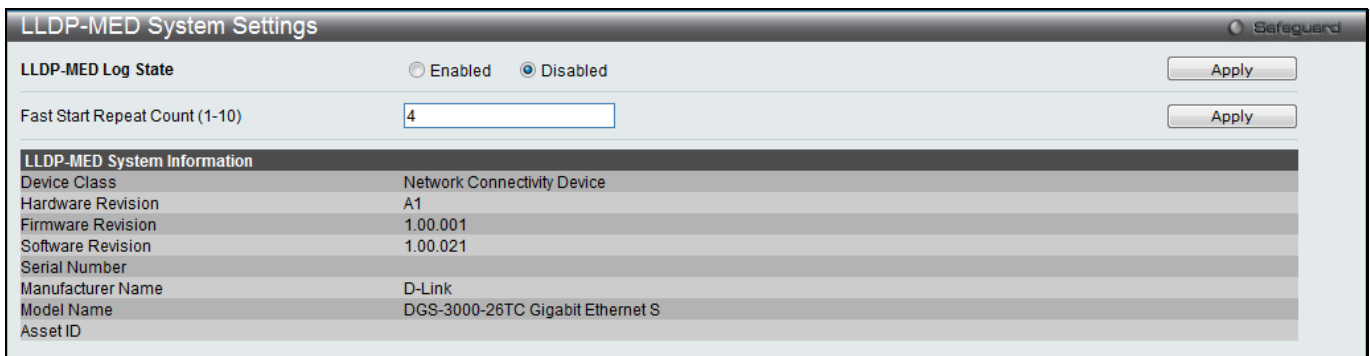 LLDP-MED System Settings
Safeguard
LLDP-MED Log State Enabled Disabled Apply
Fast Start Repeat Count (1-10) 4 Apply
LLDP-MED System Information
Device Class Network Connectivity Device
Hardware Revision A1
Firmware Revision 1.00.001
Software Revision 1.00.021
Serial Number
Manufacturer Name D-Link
Model Name DGS-3000-26TC Gigabit Ethernet S
Asset ID